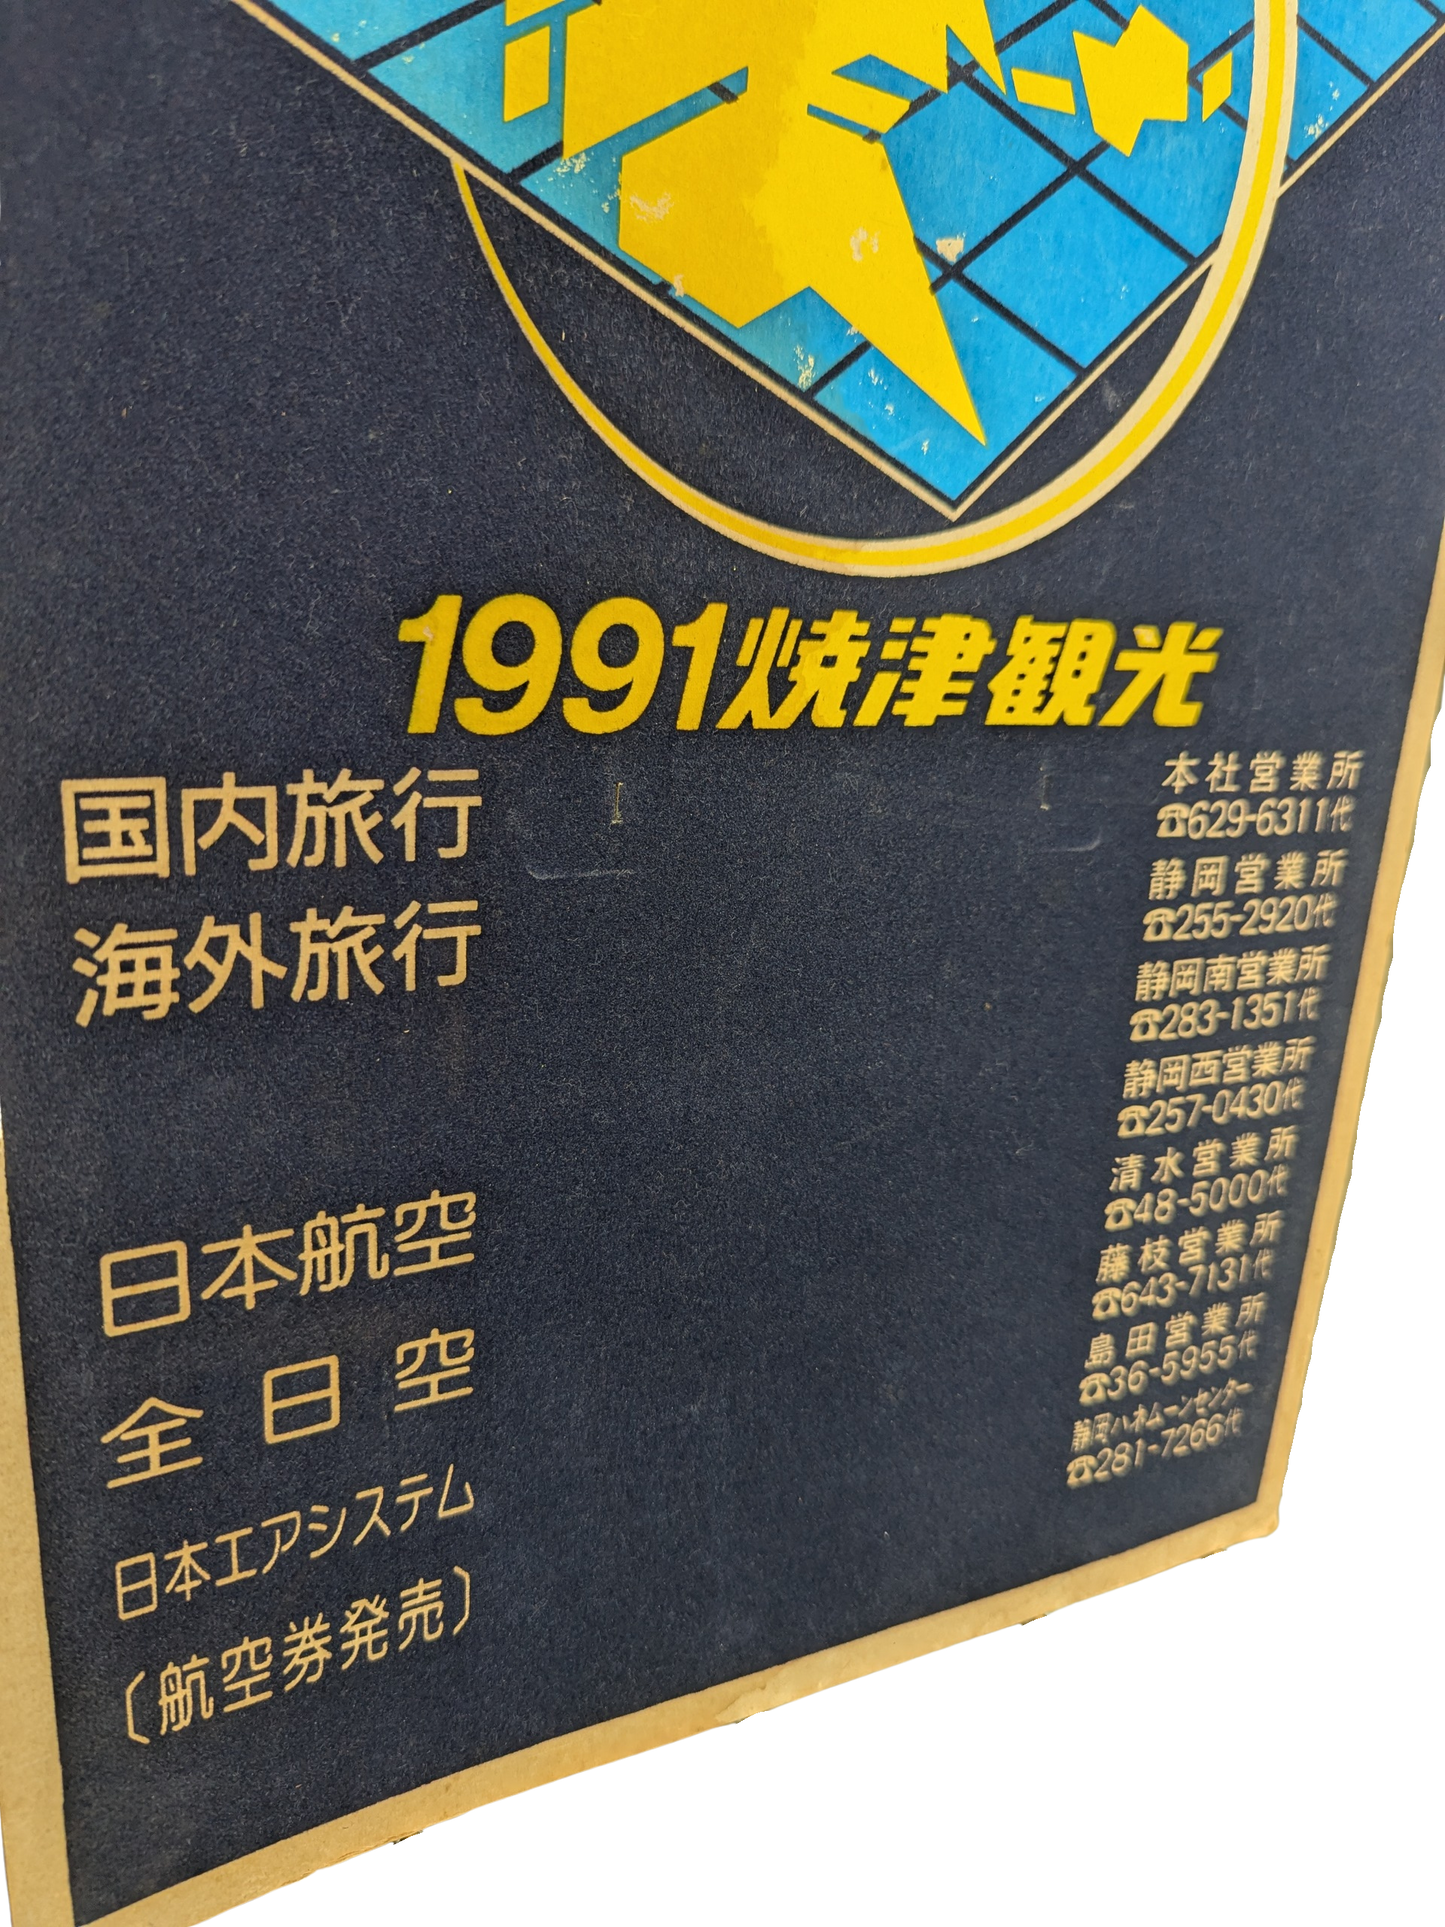 1991焼津観光
国内旅行
海外旅行
日本航空
全日空
日本エアシステム
(航空券発売)
本社営業所
☎629-6311代
静岡営業所
☎255-2920代
静岡南営業所
☎283-1351代
静岡西営業所
☎257-0430代
清水営業所
☎48-5000代
藤枝営業所
☎643-7131代
島田営業所
☎36-5955代
静岡ハネムーンセンター
☎281-7266代